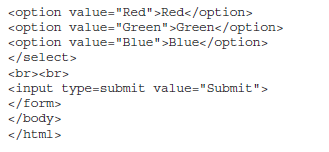 <option value="Red">Red</option>
<option value="Green">Green</option>
<option value="Blue">Blue</option>
</select>
<br><br>
<input type=submit value="Submit">
</form>
</body>
</html>